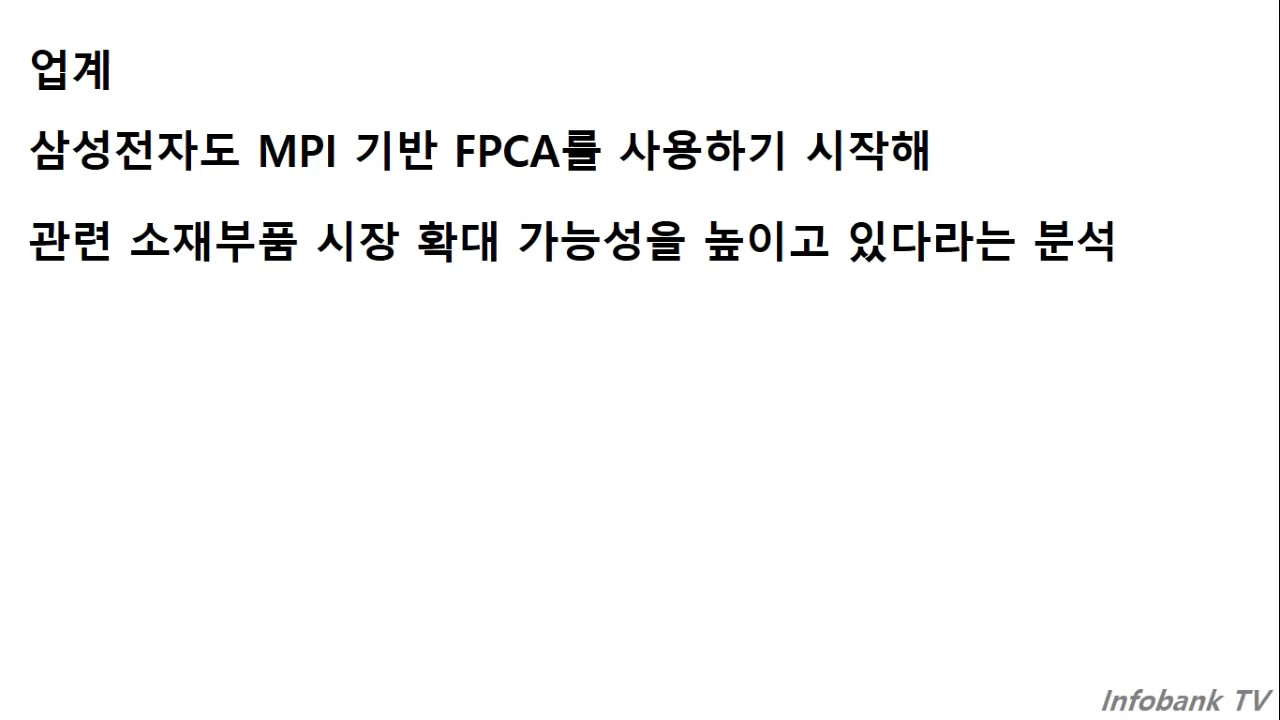 업계
삼성전자도 MPI 기반 FPCA를 사용하기 시작해
관련 소재부품 시장 확대 가능성을 높이고 있다라는 분석
Infobank TV